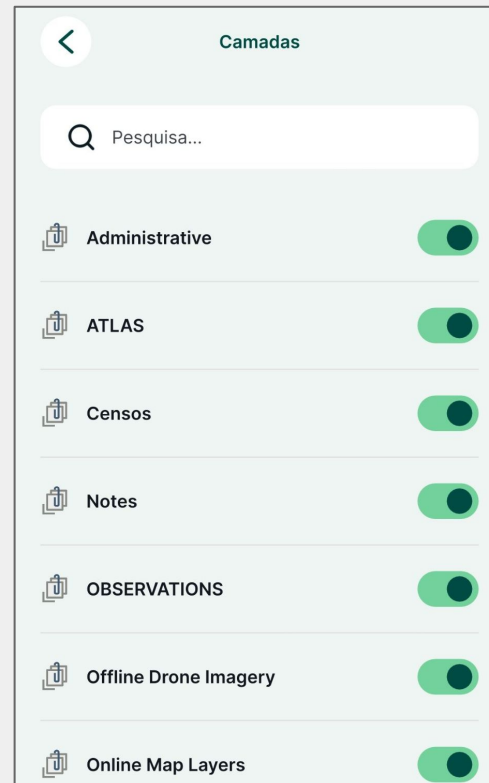 Camadas
Pesquisa...
Administrative
ATLAS
Censos
Notes
OBSERVATIONS
Offline Drone Imagery
Online Map Layers